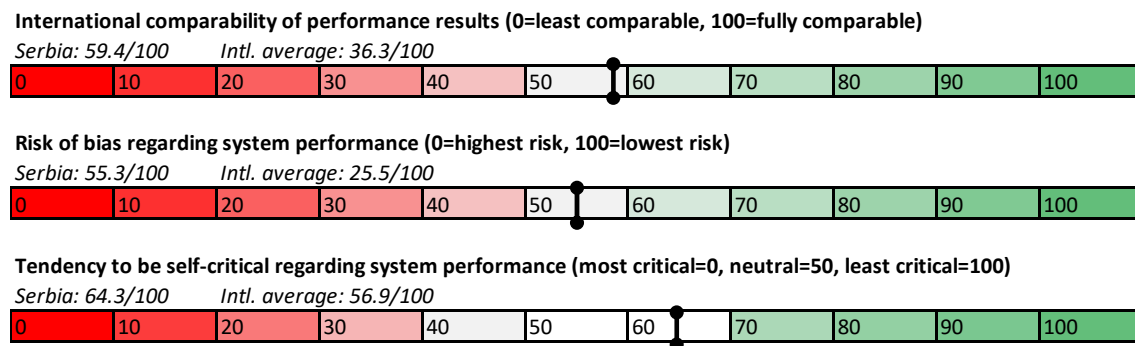 International comparability of performance results (0=least comparable, 100=fully comparable)
Serbia: 59.4/100 Intl. average: 36.3/100
0 10 20 30 40 50 60 70 80 90 100
Risk of bias regarding system performance (0=highest risk, 100=lowest risk)
Serbia: 55.3/100 Intl. average: 25.5/100
0 10 20 30 40 50 60 70 80 90 100
Tendency to be self-critical regarding system performance (most critical=0, neutral=50, least critical=100)
Serbia: 64.3/100 Intl. average: 56.9/100
0 10 20 30 40 50 60 70 80 90 100